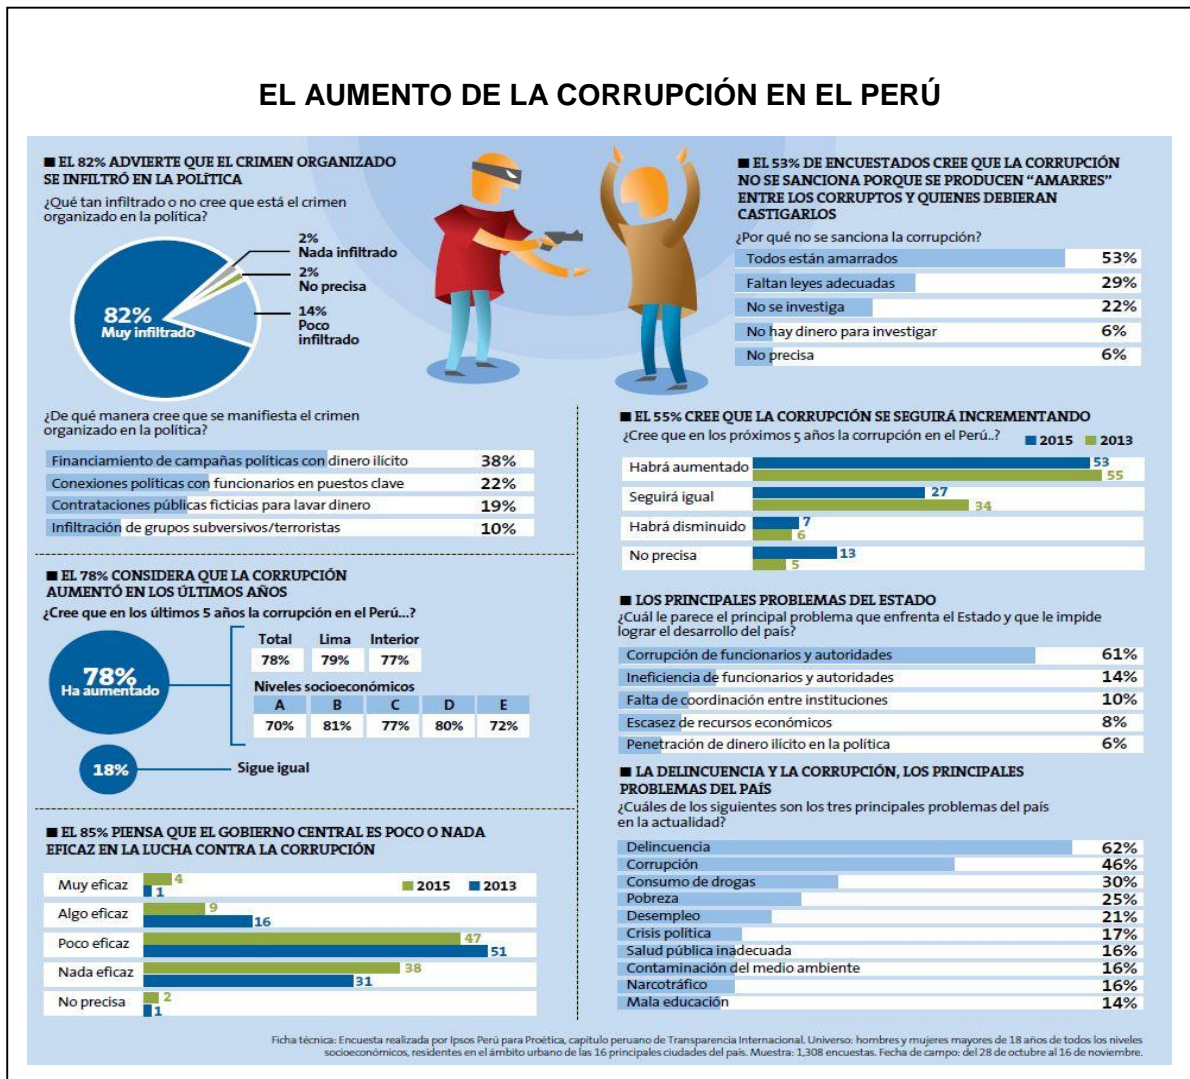 EL AUMENTO DE LA CORRUPCIÓN EN EL PERÚ
■ EL 82% ADVIERTE QUE EL CRIMEN ORGANIZADO
SE INFILTRÓ EN LA POLÍTICA
¿Qué tan infiltrado o no cree que está el crimen
organizado en la política?
2%
Nada infiltrado
2%
No precisa
14%
Poco
infiltrado
82%
Muy infiltrado
¿De qué manera cree que se manifiesta el crimen
organizado en la política?
Financiamiento de campañas políticas con dinero ilícito 38%
Conexiones políticas con funcionarios en puestos clave 22%
Contrataciones públicas ficticias para lavar dinero 19%
Infiltración de grupos subversivos/terroristas 10%
■ EL 78% CONSIDERA QUE LA CORRUPCIÓN
AUMENTÓ EN LOS ÚLTIMOS AÑOS
¿Cree que en los últimos 5 años la corrupción en el Perú...?
78%
Ha aumentado
Total Lima Interior
78% 79% 77%
Niveles socioeconómicos
A B C D E
70% 81% 77% 80% 72%
18% Sigue igual
■ EL 85% PIENSA QUE EL GOBIERNO CENTRAL ES POCO O NADA
EFICAZ EN LA LUCHA CONTRA LA CORRUPCIÓN
■ 2015 ■ 2013
Muy eficaz 4
1
Algo eficaz 9
16
Poco eficaz 47
51
Nada eficaz 38
31
No precisa 2
1
■ EL 53% DE ENCUESTADOS CREE QUE LA CORRUPCIÓN
NO SE SANCIONA PORQUE SE PRODUCEN “AMARRES”
ENTRE LOS CORRUPTOS Y QUIENES DEBIERAN
CASTIGARLOS
¿Por qué no se sanciona la corrupción?
Todos están amarrados 53%
Faltan leyes adecuadas 29%
No se investiga 22%
No hay dinero para investigar 6%
No precisa 6%
■ EL 55% CREE QUE LA CORRUPCIÓN SE SEGUIRÁ INCREMENTANDO
¿Cree que en los próximos 5 años la corrupción en el Perú..? ■ 2015 ■ 2013
Habrá aumentado 53
55
Seguirá igual 27
34
Habrá disminuido 7
6
No precisa 13
5
■ LOS PRINCIPALES PROBLEMAS DEL ESTADO
¿Cuál le parece el principal problema que enfrenta el Estado y que le impide
lograr el desarrollo del país?
Corrupción de funcionarios y autoridades 61%
Ineficiencia de funcionarios y autoridades 14%
Falta de coordinación entre instituciones 10%
Escasez de recursos económicos 8%
Penetración de dinero ilícito en la política 6%
■ LA DELINCUENCIA Y LA CORRUPCIÓN, LOS PRINCIPALES
PROBLEMAS DEL PAÍS
¿Cuáles de los siguientes son los tres principales problemas del país
en la actualidad?
Delincuencia 62%
Corrupción 46%
Consumo de drogas 30%
Pobreza 25%
Desempleo 21%
Crisis política 17%
Salud pública inadecuada 16%
Contaminación del medio ambiente 16%
Narcotráfico 16%
Mala educación 14%
Ficha técnica: Encuesta realizada por Ipsos Perú para Proética, capítulo peruano de Transparencia Internacional. Universo: hombres y mujeres mayores de 18 años de todos los niveles
socioeconómicos, residentes en el ámbito urbano de las 16 principales ciudades del país. Muestra: 1,308 encuestas. Fecha de campo: del 28 de octubre al 16 de noviembre.